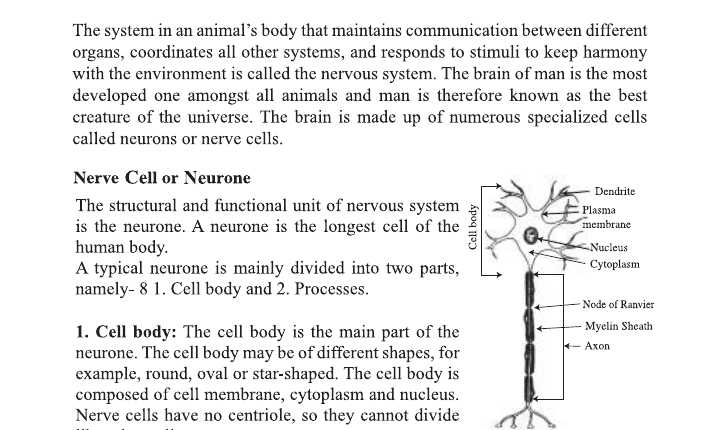 The system in an animal's body that maintains communication between different
organs, coordinates all other systems, and responds to stimuli to keep harmony
with the environment is called the nervous system. The brain of man is the most
developed one amongst all animals and man is therefore known as the best
creature of the universe. The brain is made up of numerous specialized cells
called neurons or nerve cells.
Nerve Cell or Neurone
The structural and functional unit of nervous system
is the neurone. A neurone is the longest cell of the
human body.
A typical neurone is mainly divided into two parts,
namely- 8 1. Cell body and 2. Processes.
1. Cell body: The cell body is the main part of the
neurone. The cell body may be of different shapes, for
example, round, oval or star-shaped. The cell body is
composed of cell membrane, cytoplasm and nucleus.
Nerve cells have no centriole, so they cannot divide
Cell body
Dendrite
Plasma
membrane
Nucleus
Cytoplasm
Node of Ranvier
Myelin Sheath
Axon